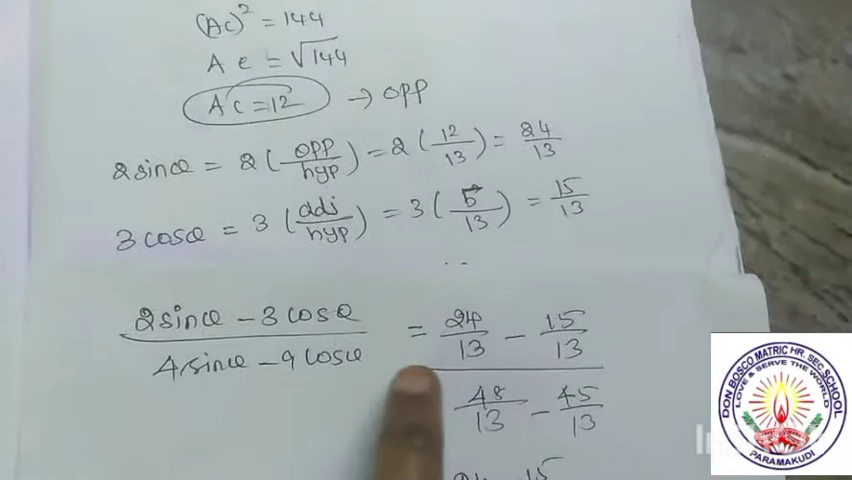 (AC)² = 144
AC = √144
AC = 12 → OPP
2 sinθ = 2 (opp/hyp) = 2 (12/13) = 24/13
3 cosθ = 3 (adj/hyp) = 3 (5/13) = 15/13
2 sinθ - 3 cosθ / 4 sinθ - 9 cosθ = 24/13 - 15/13 / 48/13 - 45/13
15
DON BOSCO MATRIC HR. SEC SCHOOL
LOVE & SERVE THE WORLD
PARAMAKUDI